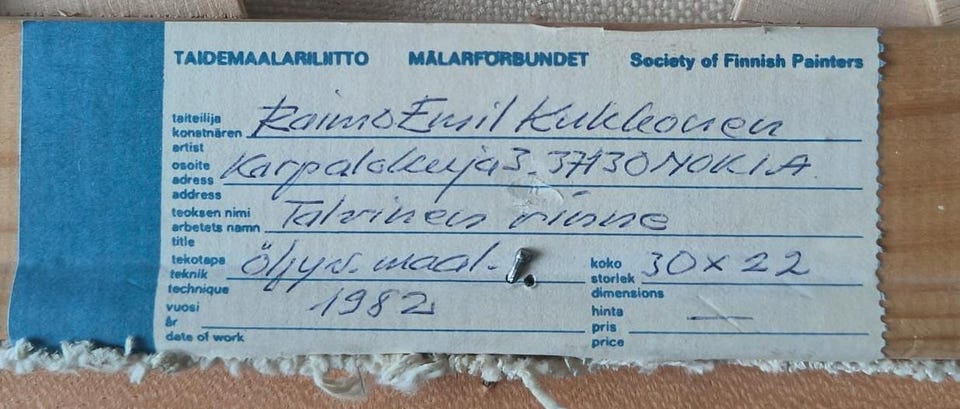 TAIDEMAALARILIITTO MÅLARFÖRBUNDET Society of Finnish Painters
taiteilija
konstnären Raimo Emil Kukkonen
artist
osoite
adress Karpalokuja 3. 37130 NOKIA
address
teoksen nimi
arbetets namn Talvinen rinne
title
tekotapa koko
teknik öljyv. maal. storlek 30 x 22
technique dimensions
vuosi 1982 hinta
år pris —
date of work price